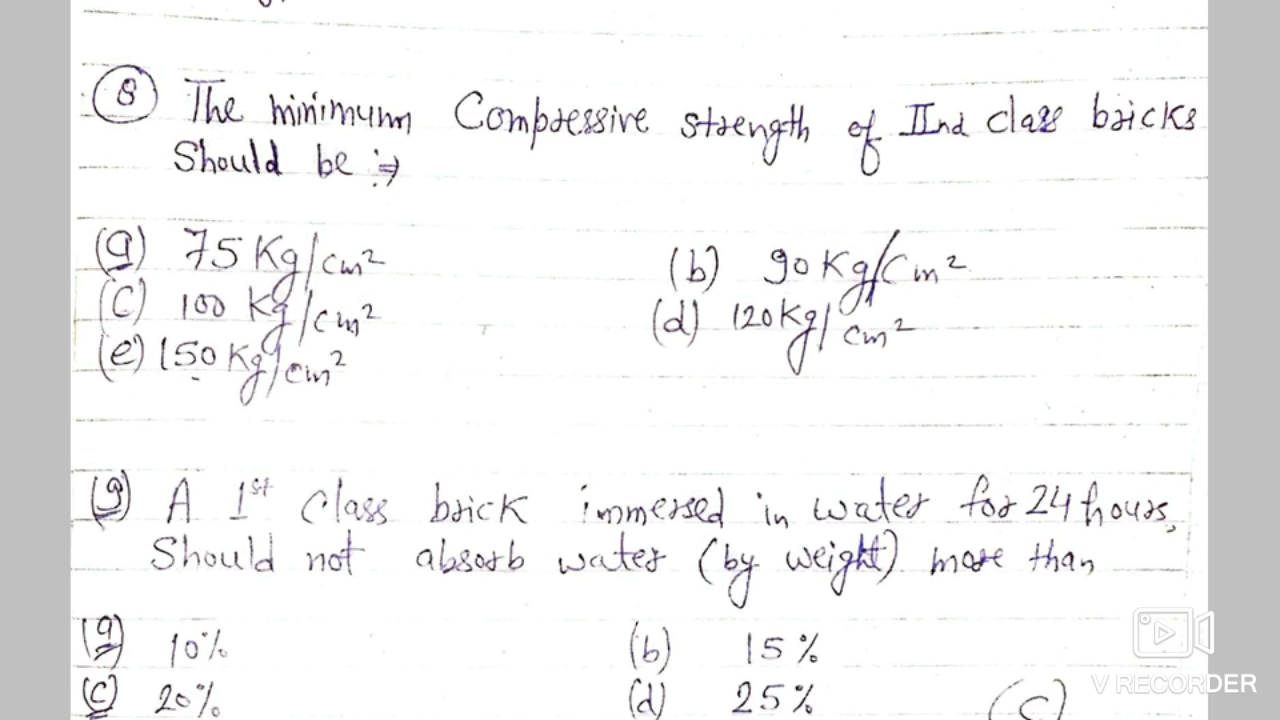 8 The minimum Compressive strength of IInd class bricks
Should be :⇒
(a) 75 Kg/cm²
(b) 90 Kg/Cm²
(C) 100 Kg/cm²
(d) 120 Kg/cm²
(e) 150 Kg/cm²
(9) A 1st Class brick immersed in water for 24 hours,
Should not absorb water (by weight) more than
(a) 10%
(b) 15%
(C) 20%
(d) 25%
(C)
V RECORDER